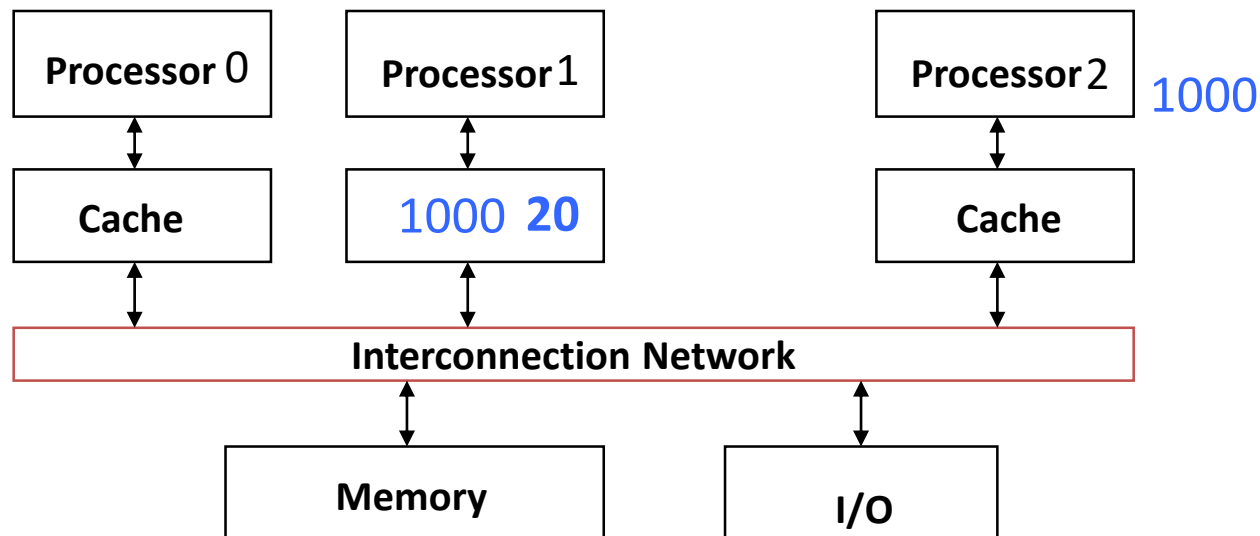 Processor 0
Processor 1
Processor 2
1000
Cache
1000 20
Cache
Interconnection Network
Memory
I/O